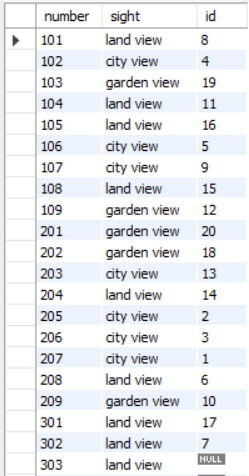 number sight id
101 land view 8
102 city view 4
103 garden view 19
104 land view 11
105 land view 16
106 city view 5
107 city view 9
108 land view 15
109 garden view 12
201 garden view 20
202 garden view 18
203 city view 13
204 land view 14
205 city view 2
206 city view 3
207 city view 1
208 land view 6
209 garden view 10
301 land view 17
302 land view 7
303 land view NULL